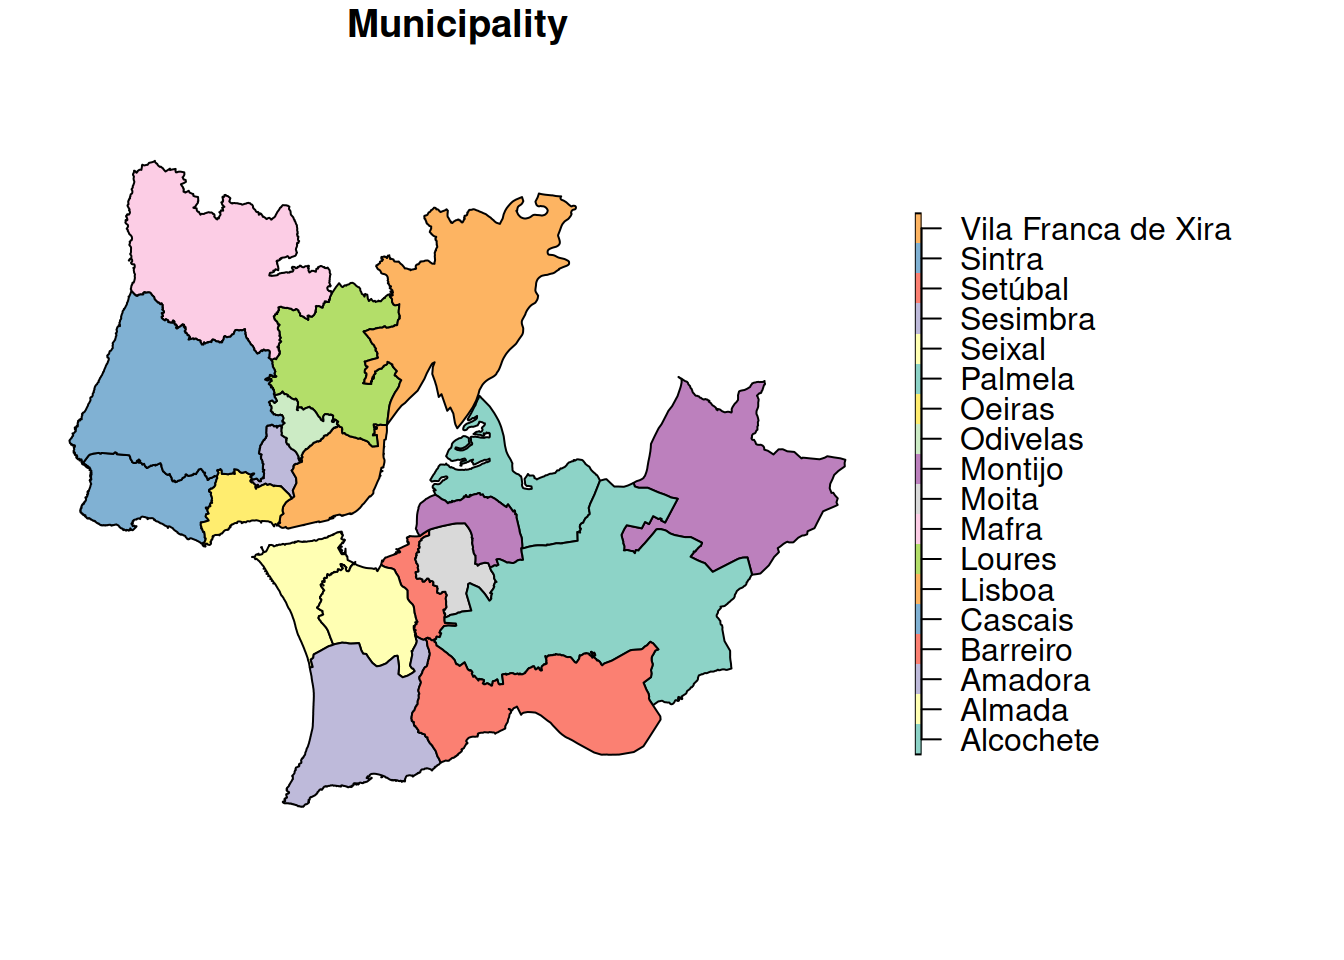 Municipality
Vila Franca de Xira
Sintra
Setúbal
Sesimbra
Seixal
Palmela
Oeiras
Odivelas
Montijo
Moita
Mafra
Loures
Lisboa
Cascais
Barreiro
Amadora
Almada
Alcochete